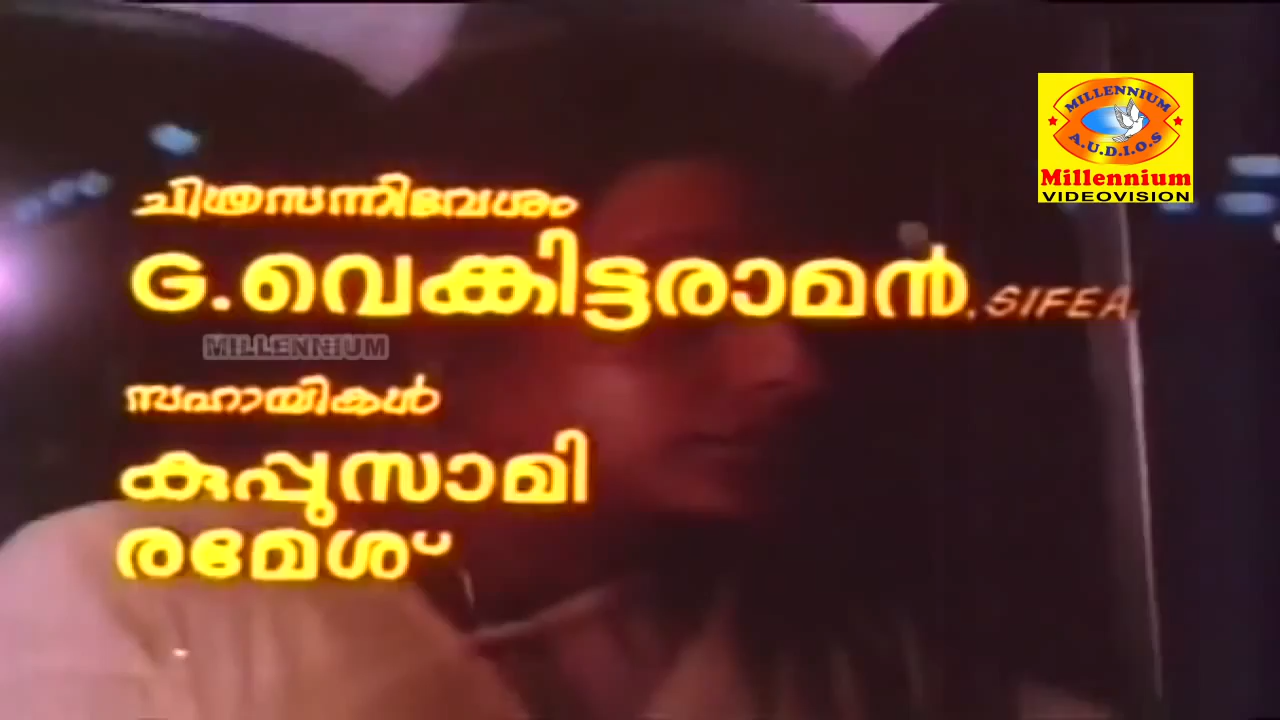 MILLENNIUM
A.U.D.I.O.S
Millennium
VIDEOVISION
ചിത്രസന്നിവേശം
G. വെങ്കിട്ടരാമൻ. SIFEA.
MILLENNIUM
സഹായികൾ
കുപ്പുസാമി
രമേശ്